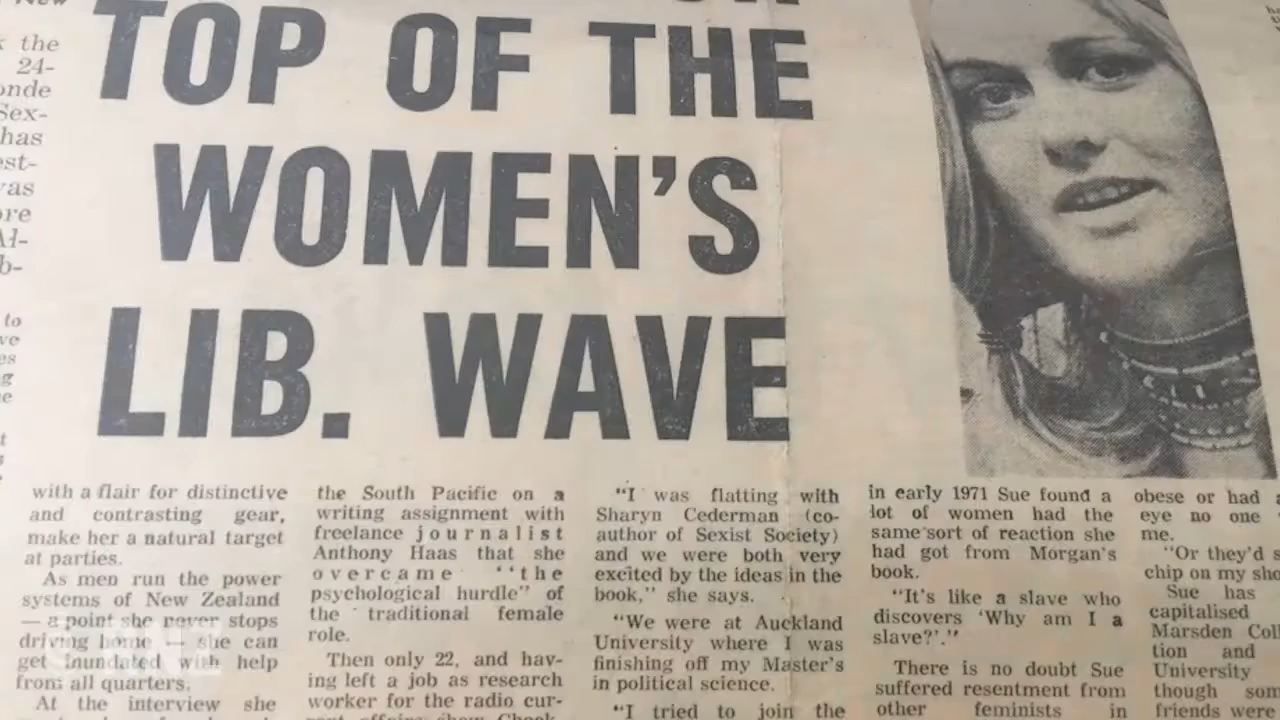 TOP OF THE
WOMEN'S
LIB. WAVE
the
24-
Sex-
has
est-
to
with a flair for distinctive
and contrasting gear,
make her a natural target
at parties.
As men run the power
systems of New Zealand
— a point she never stops
driving home — she can
get inundated with help
from all quarters.
At the interview she
the South Pacific on a
writing assignment with
freelance journalist
Anthony Haas that she
overcame "the
psychological hurdle" of
the traditional female
role.
Then only 22, and hav-
ing left a job as research
worker for the radio cur-
"I was flatting with
Sharyn Cederman (co-
author of Sexist Society)
and we were both very
excited by the ideas in the
book," she says.
"We were at Auckland
University where I was
finishing off my Master's
in political science.
"I tried to join the
in early 1971 Sue found a
lot of women had the
same sort of reaction she
had got from Morgan's
book.
"It's like a slave who
discovers 'Why am I a
slave?'."
There is no doubt Sue
suffered resentment from
other feminists in
obese or had a
eye no one
me.
"Or they'd s
chip on my sho
Sue has
capitalised
Marsden Coll
tion and
University
though som
friends were